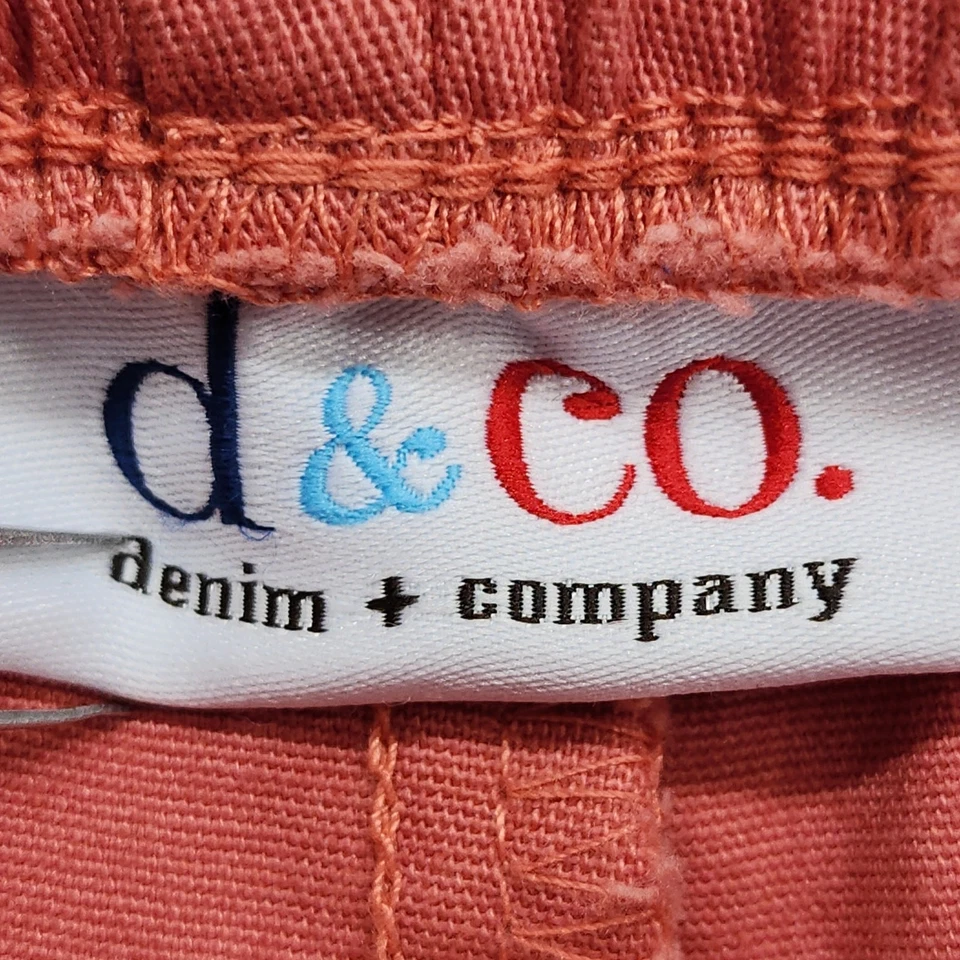 d & co.
denim + company